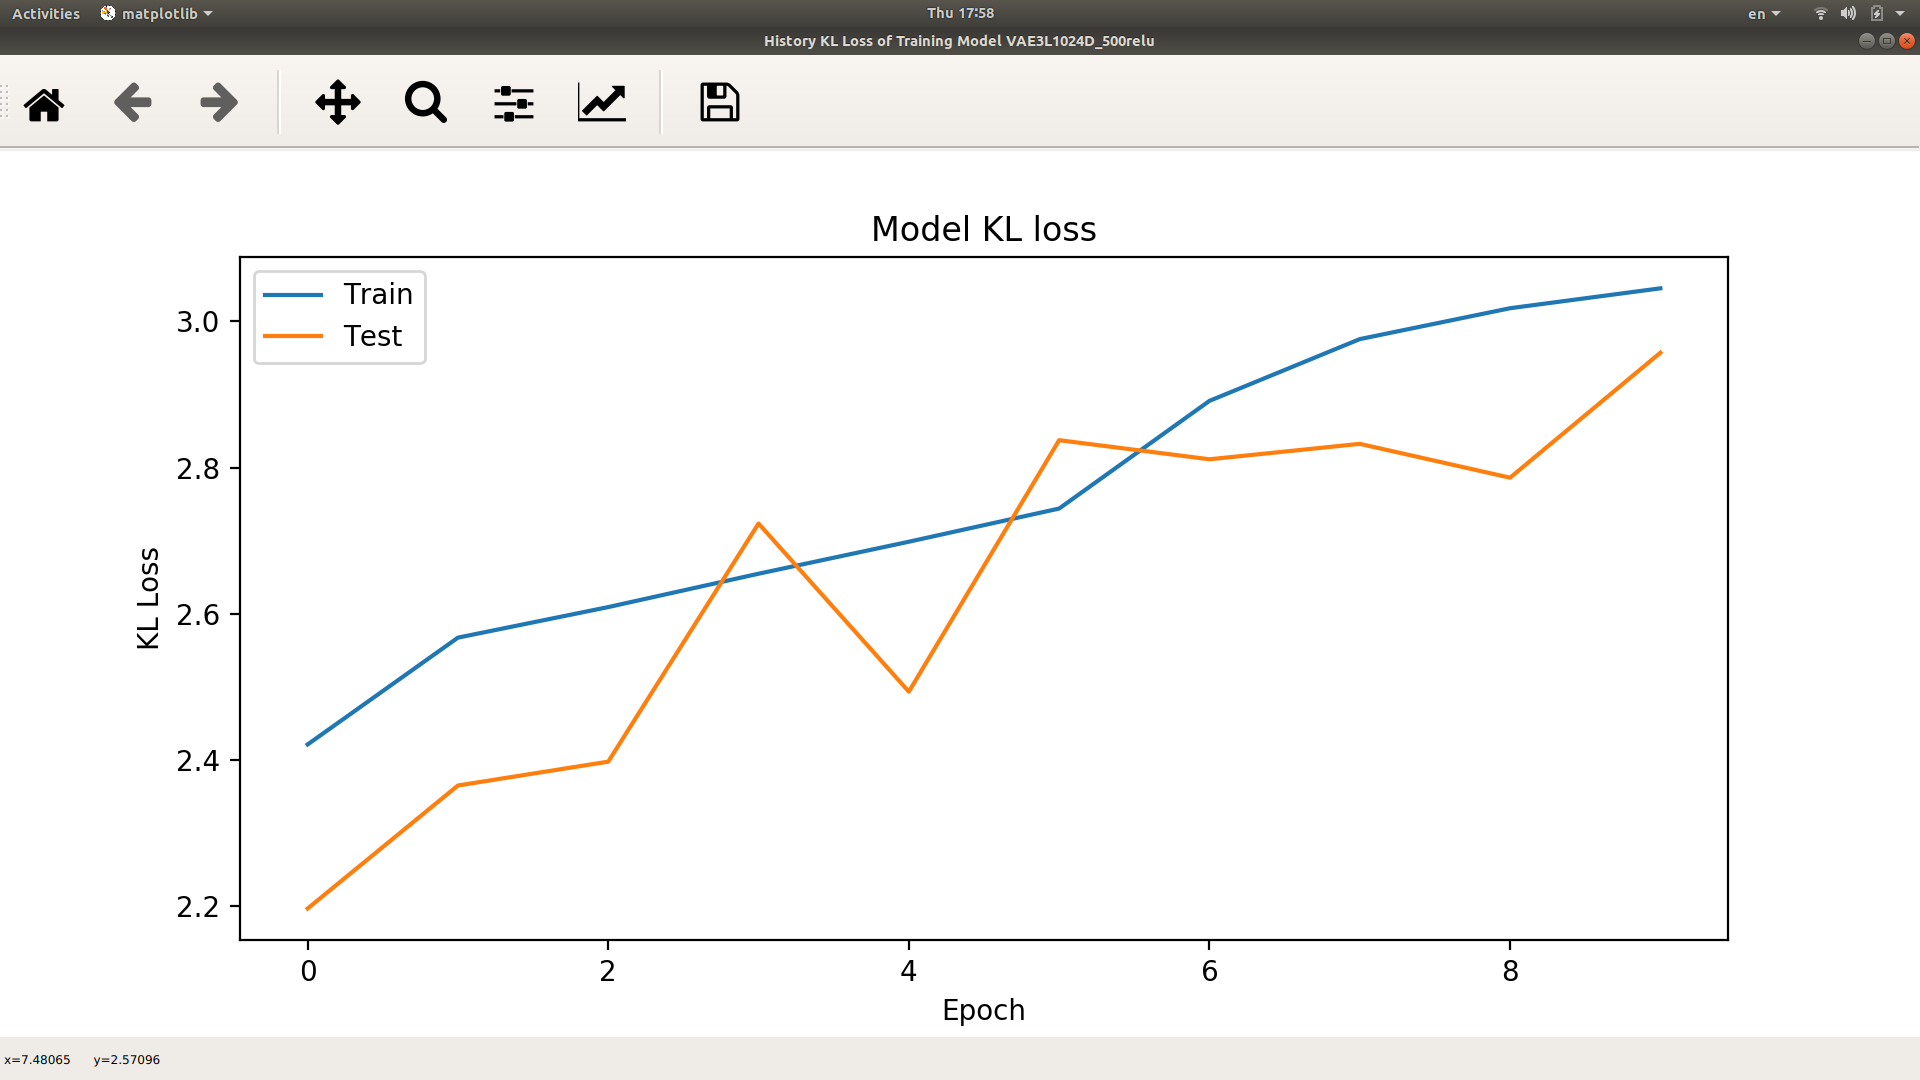 Activities matplotlib Thu 17:58 en
History KL Loss of Training Model VAE3L1024D_500relu
Model KL loss
Train
Test
3.0
2.8
2.6
2.4
2.2
KL Loss
0 2 4 6 8
Epoch
x=7.48065 y=2.57096